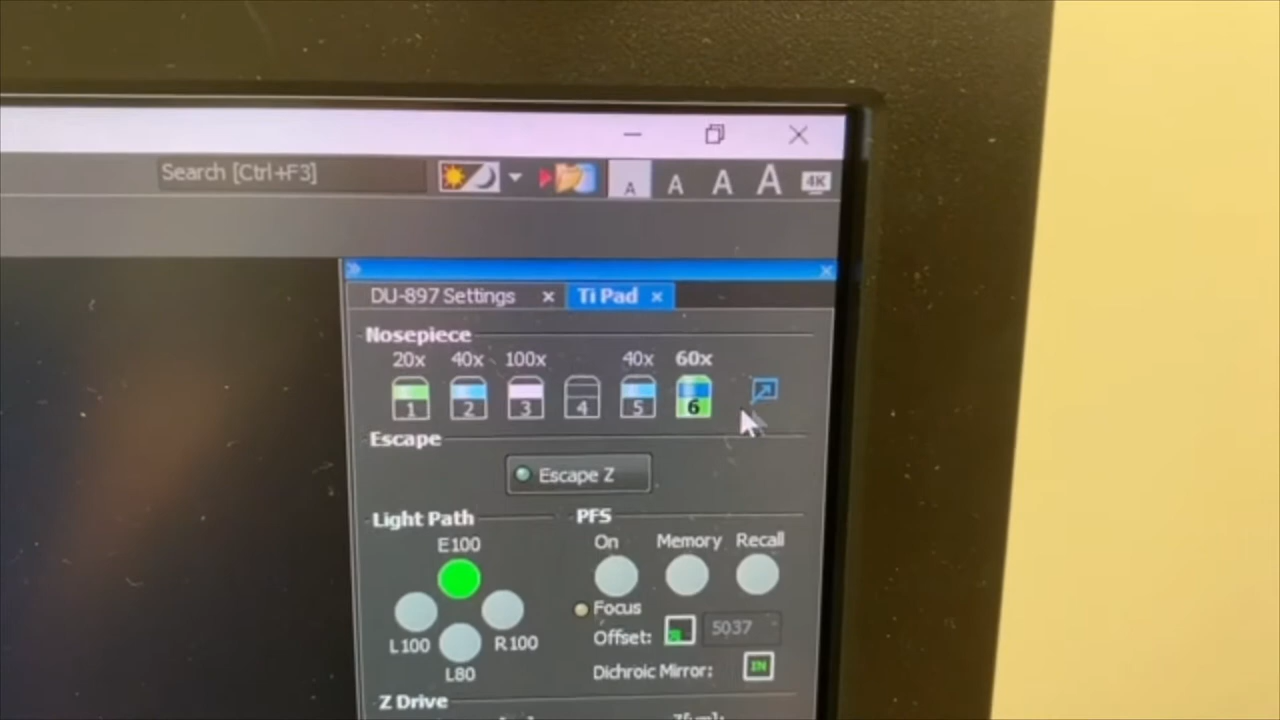 Search [Ctrl+F3]
A A A A 4K
DU-897 Settings Ti Pad
Nosepiece
20x 40x 100x 40x 60x
1 2 3 4 5 6
Escape
Escape Z
Light Path PFS
E100 On Memory Recall
Focus
L100 R100 Offset: 5037
L80 Dichroic Mirror: IN
Z Drive